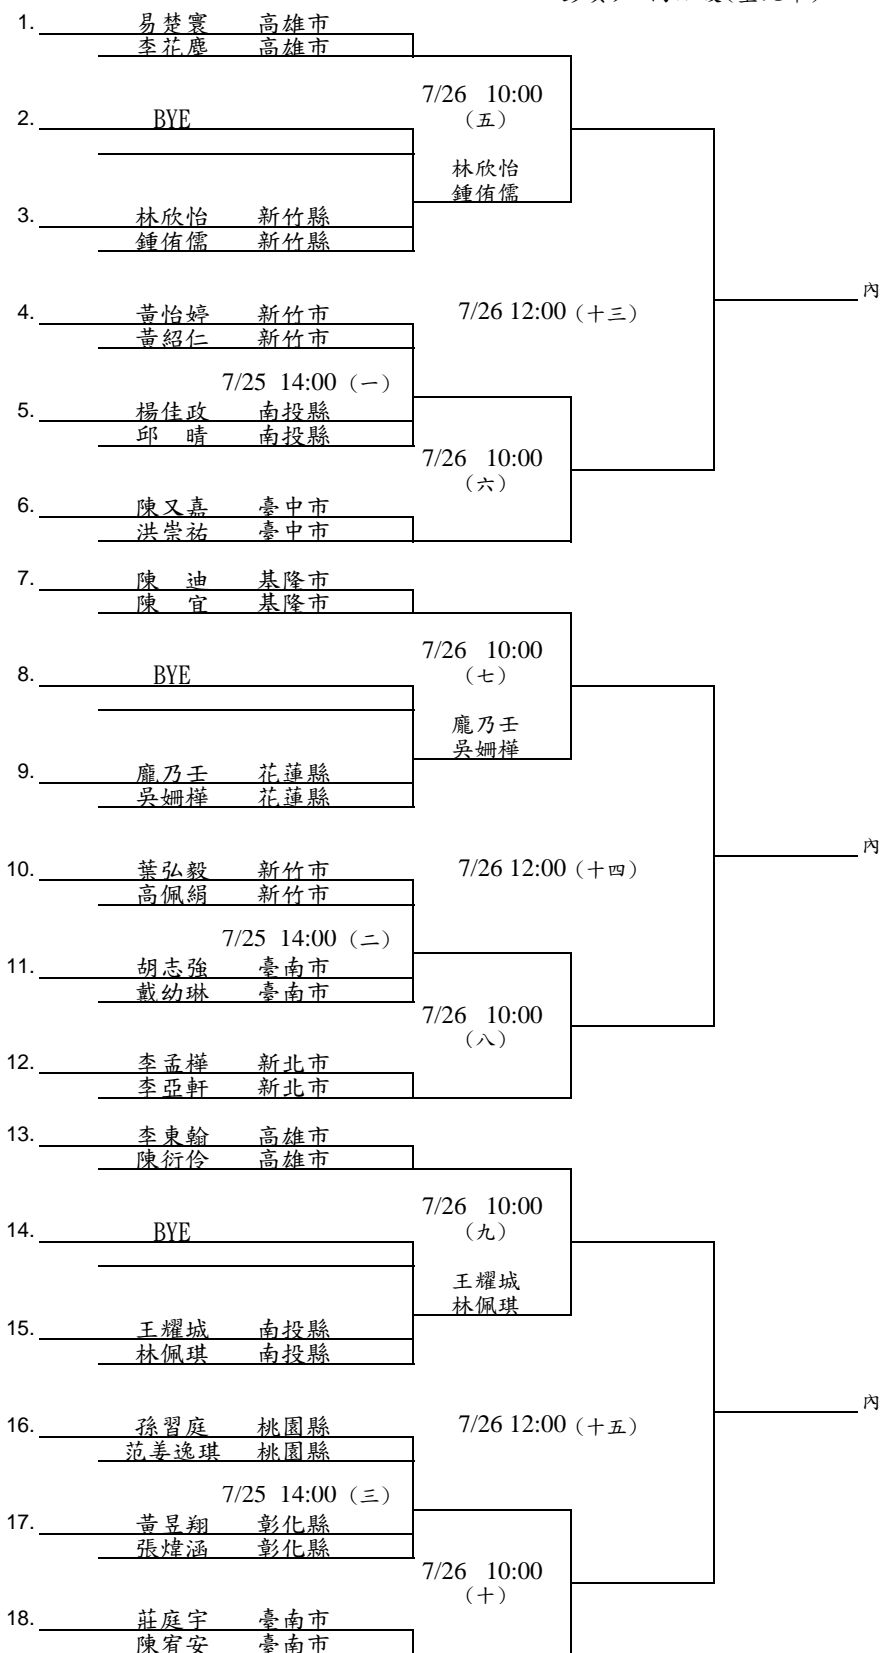 1. 易楚寰 高雄市
李花塵 高雄市
7/26 10:00
2. BYE (五)
林欣怡
鍾侑儒
3. 林欣怡 新竹縣
鍾侑儒 新竹縣
內
4. 黃怡婷 新竹市 7/26 12:00 (十三)
黃紹仁 新竹市
7/25 14:00 (一)
5. 楊佳政 南投縣
邱 晴 南投縣
7/26 10:00
(六)
6. 陳又嘉 臺中市
洪崇祐 臺中市
7. 陳 迪 基隆市
陳 宜 基隆市
7/26 10:00
8. BYE (七)
龐乃壬
吳姍樺
9. 龐乃壬 花蓮縣
吳姍樺 花蓮縣
內
10. 葉弘毅 新竹市 7/26 12:00 (十四)
高佩絹 新竹市
7/25 14:00 (二)
11. 胡志強 臺南市
戴幼琳 臺南市
7/26 10:00
(八)
12. 李孟樺 新北市
李亞軒 新北市
13. 李東翰 高雄市
陳衍伶 高雄市
7/26 10:00
14. BYE (九)
王耀城
林佩琪
15. 王耀城 南投縣
林佩琪 南投縣
內
16. 孫習庭 桃園縣 7/26 12:00 (十五)
范姜逸琪 桃園縣
7/25 14:00 (三)
17. 黃昱翔 彰化縣
張煒涵 彰化縣
7/26 10:00
(十)
18. 莊庭宇 臺南市
陳宥安 臺南市